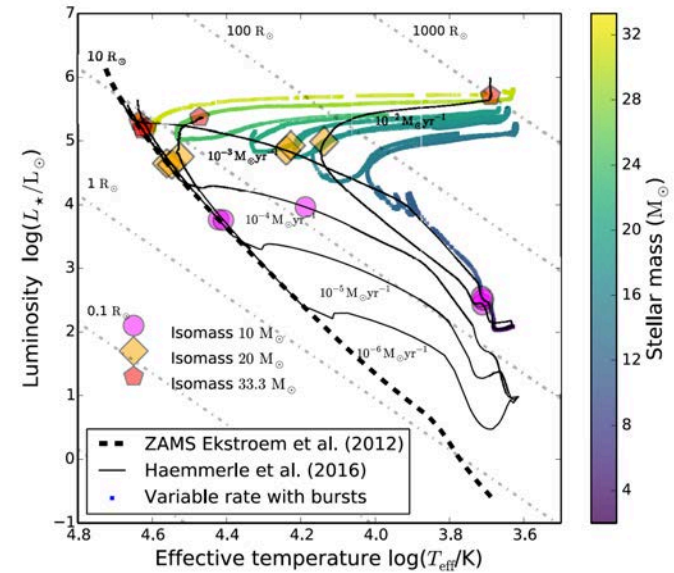 7
6
5
4
3
2
1
0
−1
Luminosity log(L⋆/L⊙)
100 R⊙
1000 R⊙
10 R⊙
1 R⊙
0.1 R⊙
10⁻² M⊙yr⁻¹
10⁻³ M⊙yr⁻¹
10⁻⁴ M⊙yr⁻¹
10⁻⁵ M⊙yr⁻¹
10⁻⁶ M⊙yr⁻¹
Isomass 10 M⊙
Isomass 20 M⊙
Isomass 33.3 M⊙
ZAMS Ekstroem et al. (2012)
Haemmerle et al. (2016)
Variable rate with bursts
4.8 4.6 4.4 4.2 4.0 3.8 3.6
Effective temperature log(Teff/K)
32
28
24
20
16
12
8
4
Stellar mass (M⊙)